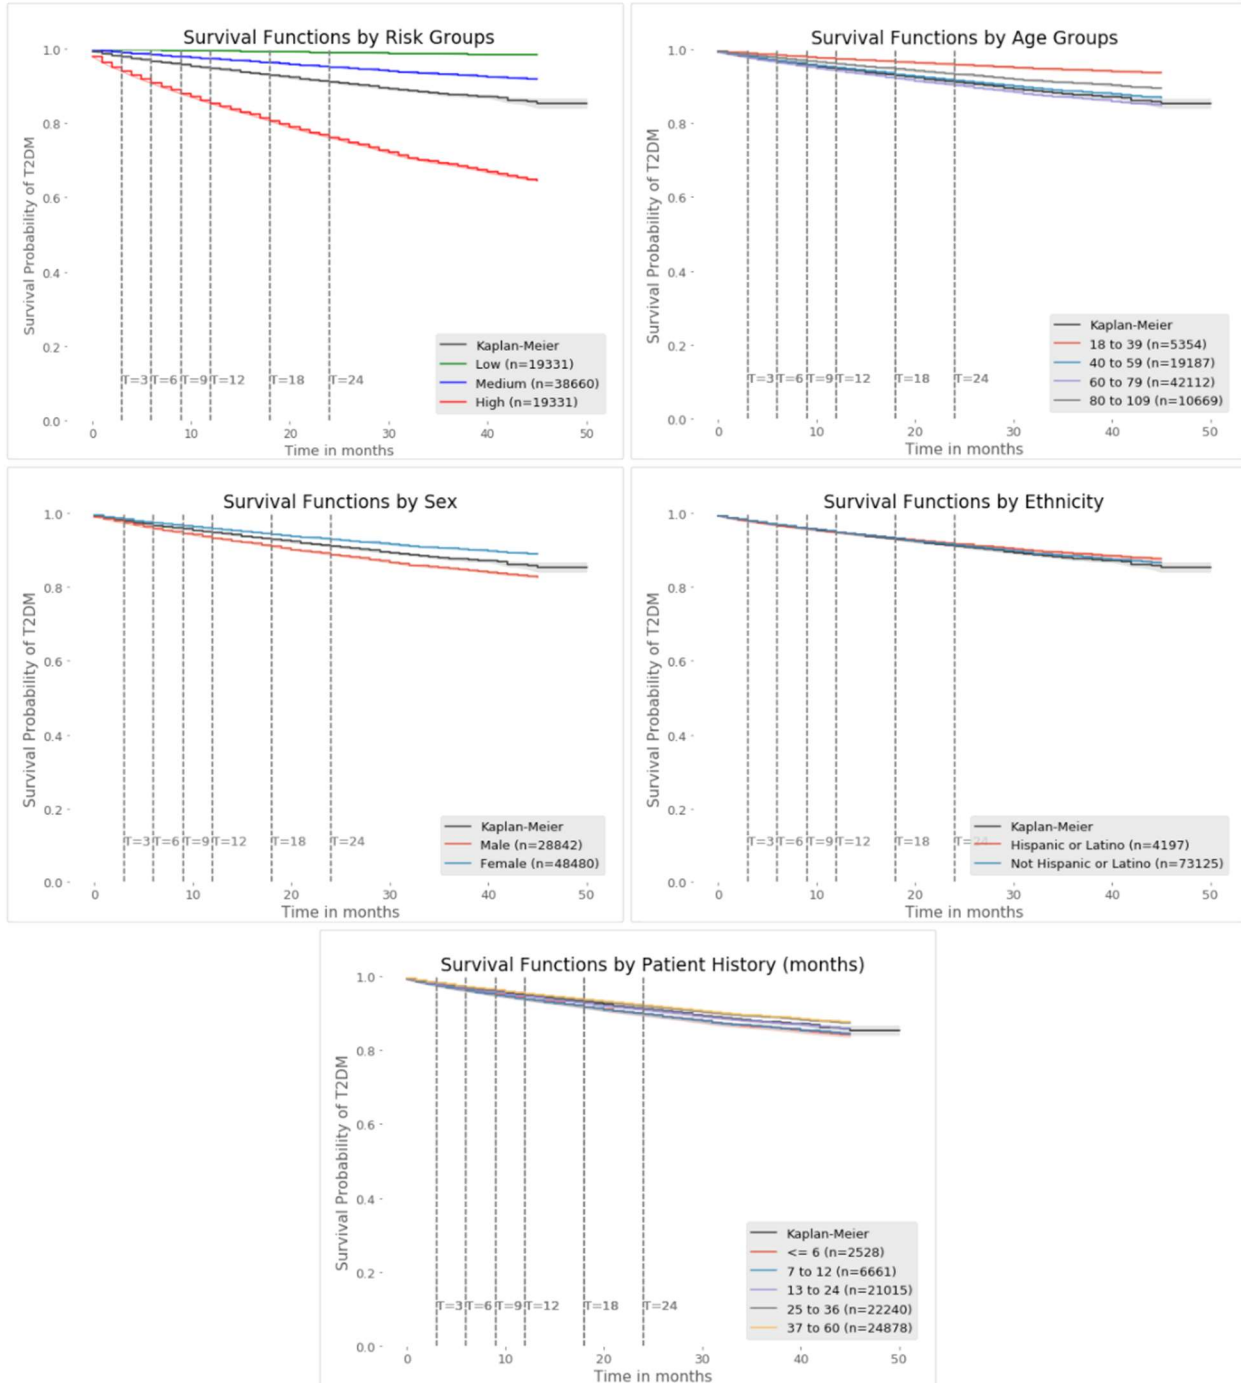 Survival Functions by Risk Groups
1.0
0.8
0.6
0.4
0.2
0.0
Survival Probability of T2DM
T=3 T=6 T=9 T=12 T=18 T=24
Kaplan-Meier
Low (n=19331)
Medium (n=38660)
High (n=19331)
0 10 20 30 40 50
Time in months
Survival Functions by Age Groups
1.0
0.8
0.6
0.4
0.2
0.0
Survival Probability of T2DM
T=3 T=6 T=9 T=12 T=18 T=24
Kaplan-Meier
18 to 39 (n=5354)
40 to 59 (n=19187)
60 to 79 (n=42112)
80 to 109 (n=10669)
0 10 20 30 40 50
Time in months
Survival Functions by Sex
1.0
0.8
0.6
0.4
0.2
0.0
Survival Probability of T2DM
T=3 T=6 T=9 T=12 T=18 T=24
Kaplan-Meier
Male (n=28842)
Female (n=48480)
0 10 20 30 40 50
Time in months
Survival Functions by Ethnicity
1.0
0.8
0.6
0.4
0.2
0.0
Survival Probability of T2DM
T=3 T=6 T=9 T=12 T=18 T=24
Kaplan-Meier
Hispanic or Latino (n=4197)
Not Hispanic or Latino (n=73125)
0 10 20 30 40 50
Time in months
Survival Functions by Patient History (months)
1.0
0.8
0.6
0.4
0.2
0.0
Survival Probability of T2DM
T=3 T=6 T=9 T=12 T=18 T=24
Kaplan-Meier
<= 6 (n=2528)
7 to 12 (n=6661)
13 to 24 (n=21015)
25 to 36 (n=22240)
37 to 60 (n=24878)
0 10 20 30 40 50
Time in months